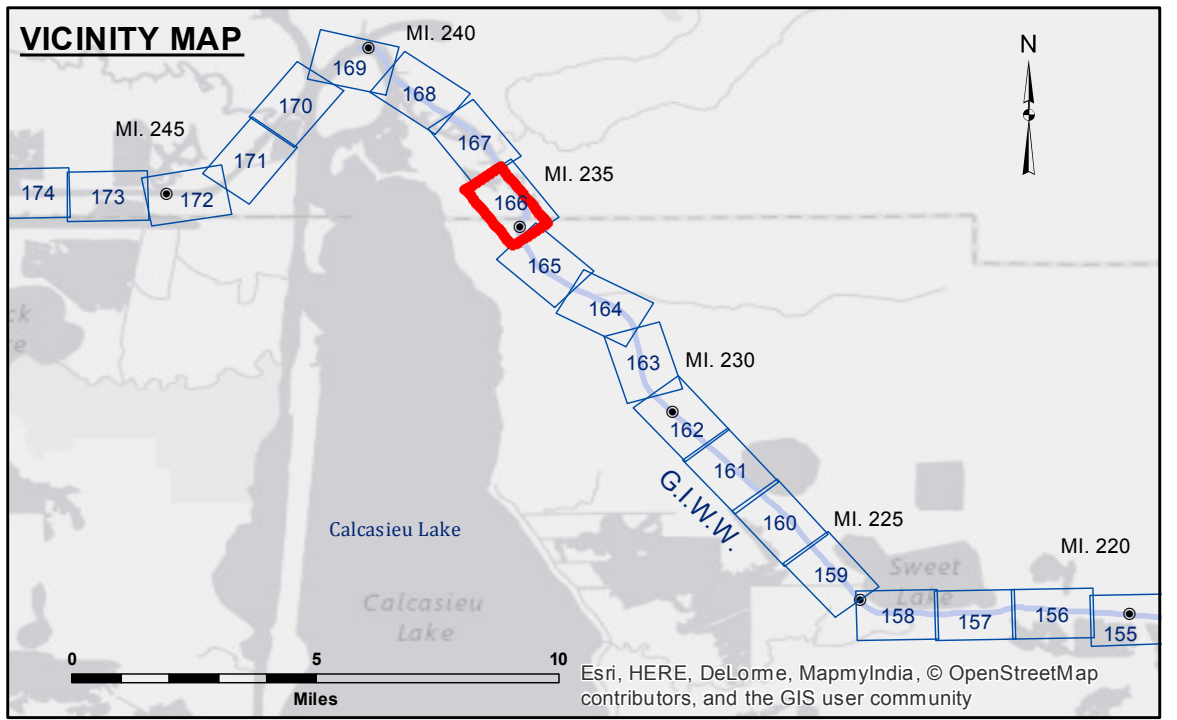 VICINITY MAP
MI. 240
N
169
168
170
167
MI. 245
171
MI. 235
174
173
172
166
165
164
163
MI. 230
162
161
G.I.W.W.
160
MI. 225
Calcasieu Lake
159
Sweet
Lake
MI. 220
Calcasieu
Lake
158
157
156
155
0
5
10
Miles
Esri, HERE, DeLorme, MapmyIndia, © OpenStreetMap
contributors, and the GIS user community